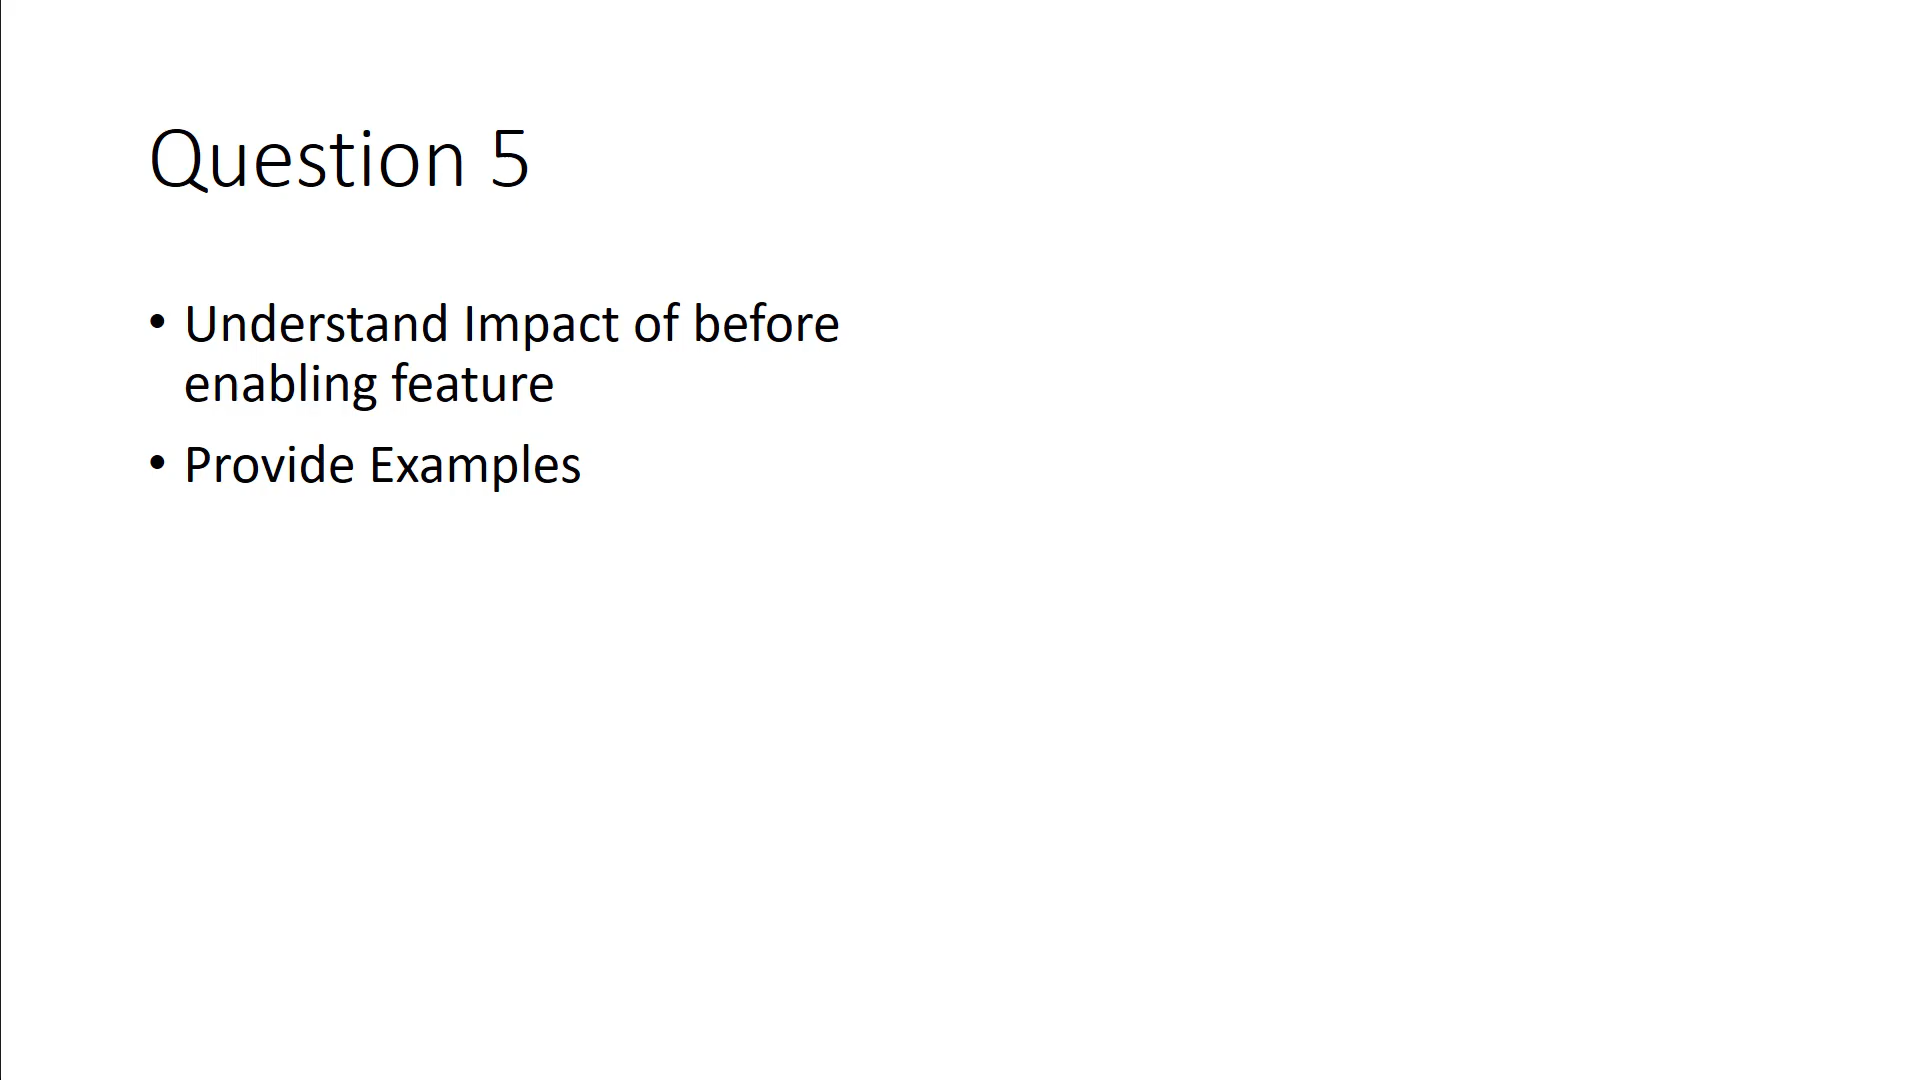 Question 5
• Understand Impact of before
enabling feature
• Provide Examples